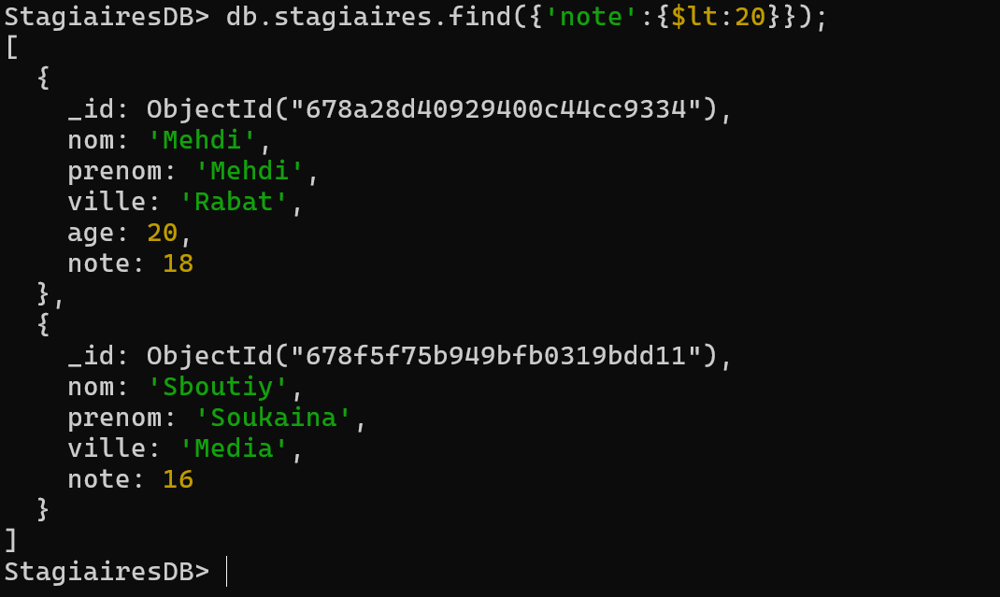 StagiairesDB> db.stagiaires.find({'note':{$lt:20}});
[
  {
    _id: ObjectId("678a28d40929400c44cc9334"),
    nom: 'Mehdi',
    prenom: 'Mehdi',
    ville: 'Rabat',
    age: 20,
    note: 18
  },
  {
    _id: ObjectId("678f5f75b949bfb0319bdd11"),
    nom: 'Sboutiy',
    prenom: 'Soukaina',
    ville: 'Media',
    note: 16
  }
]
StagiairesDB>